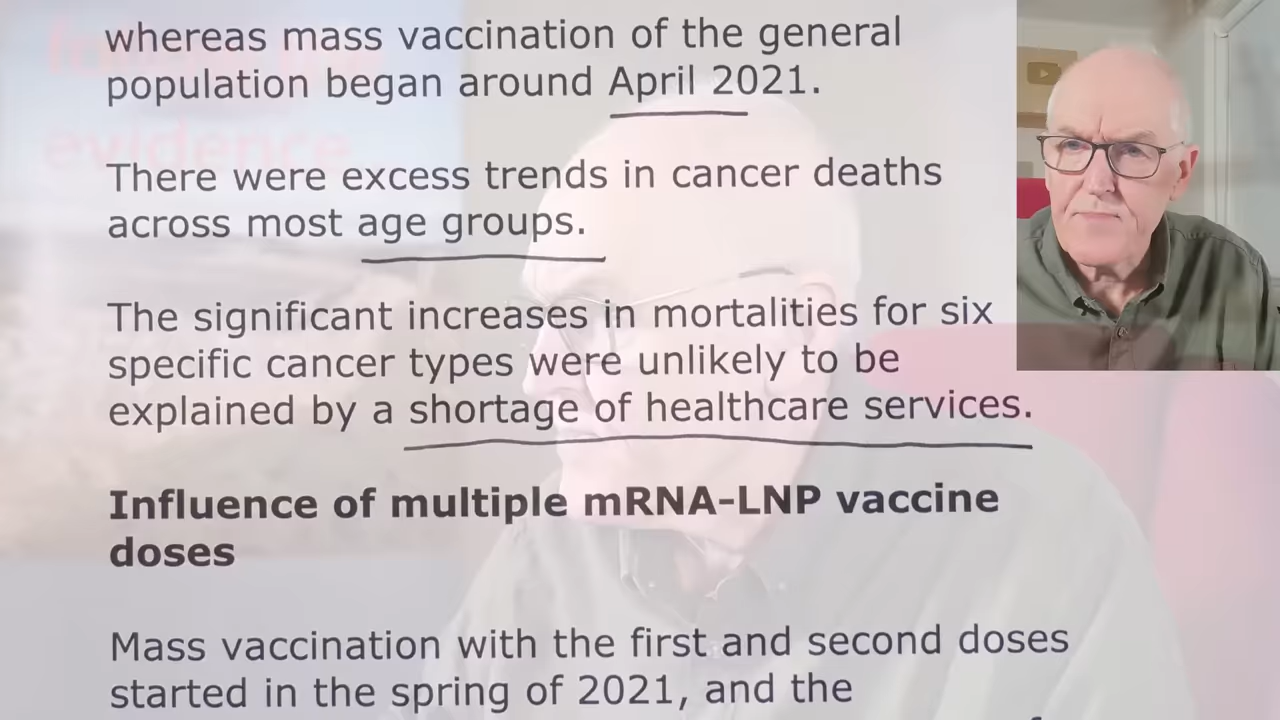 whereas mass vaccination of the general
population began around April 2021.
There were excess trends in cancer deaths
across most age groups.
The significant increases in mortalities for six
specific cancer types were unlikely to be
explained by a shortage of healthcare services.
Influence of multiple mRNA-LNP vaccine
doses
Mass vaccination with the first and second doses
started in the spring of 2021, and the
evidence